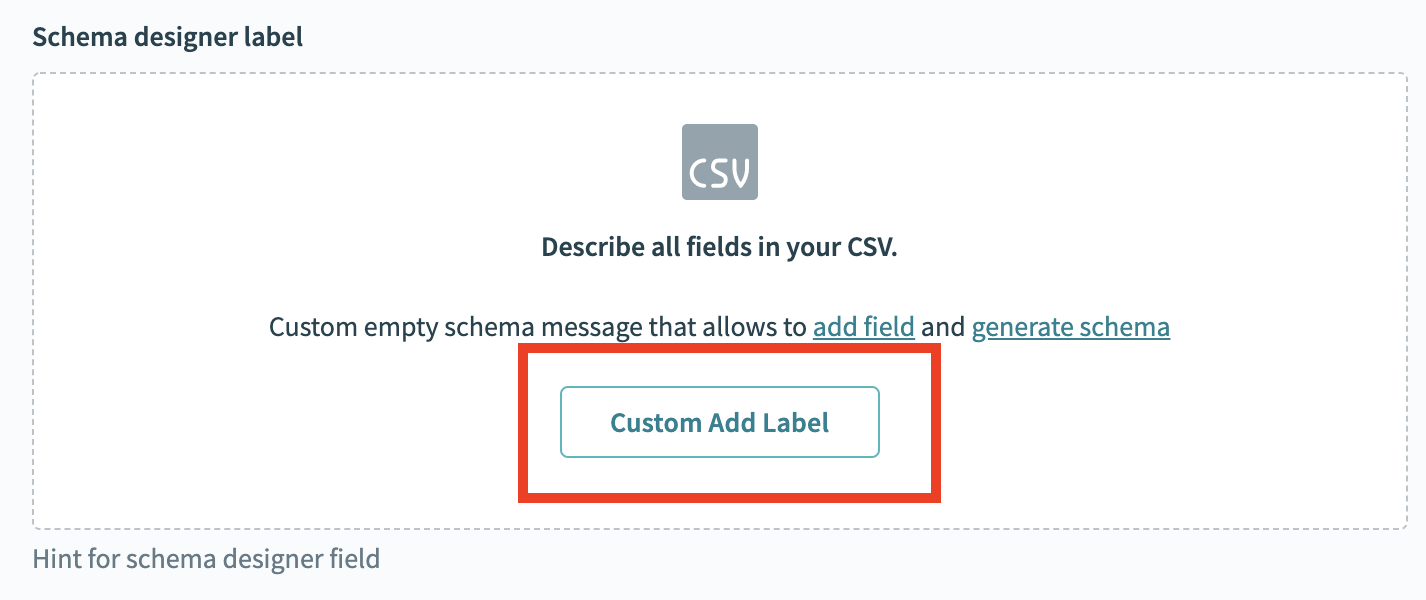 Schema designer label
CSV
Describe all fields in your CSV.
Custom empty schema message that allows to add field and generate schema
Custom Add Label
Hint for schema designer field